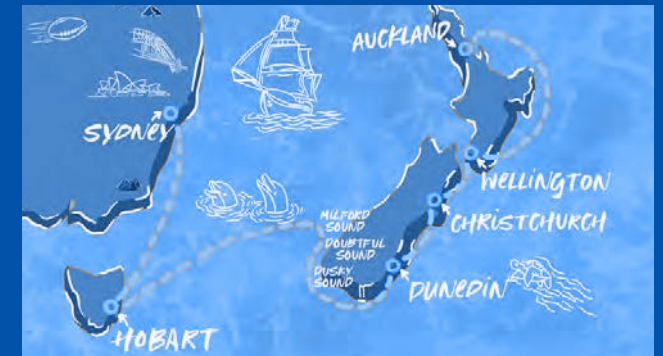 AUCKLAND
SYDNEY
WELLINGTON
MILFORD
SOUND
CHRISTCHURCH
DOUBTFUL
SOUND
DUSKY
SOUND
DUNEDIN
HOBART